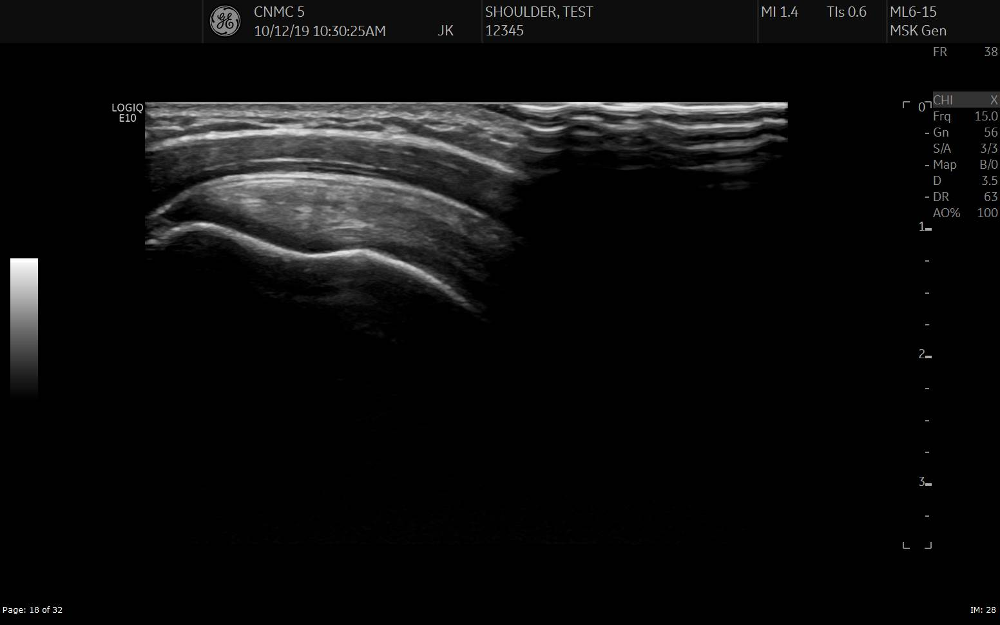 CNMC 5
10/12/19 10:30:25AM JK
SHOULDER, TEST
12345
MI 1.4 TIs 0.6
ML6-15
MSK Gen
FR 38
LOGIQ
E10
CHI X
Frq 15.0
Gn 56
S/A 3/3
Map B/0
D 3.5
DR 63
AO% 100
0
1
2
3
GE
Page: 18 of 32
IM: 28